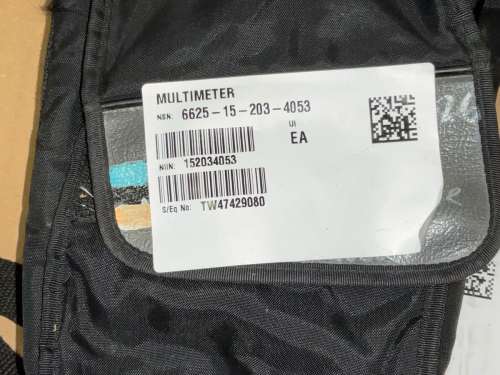 MULTIMETER
NSN: 6625-15-203-4053
UI
EA
NIIN: 152034053
S/Eq No: TW47429080